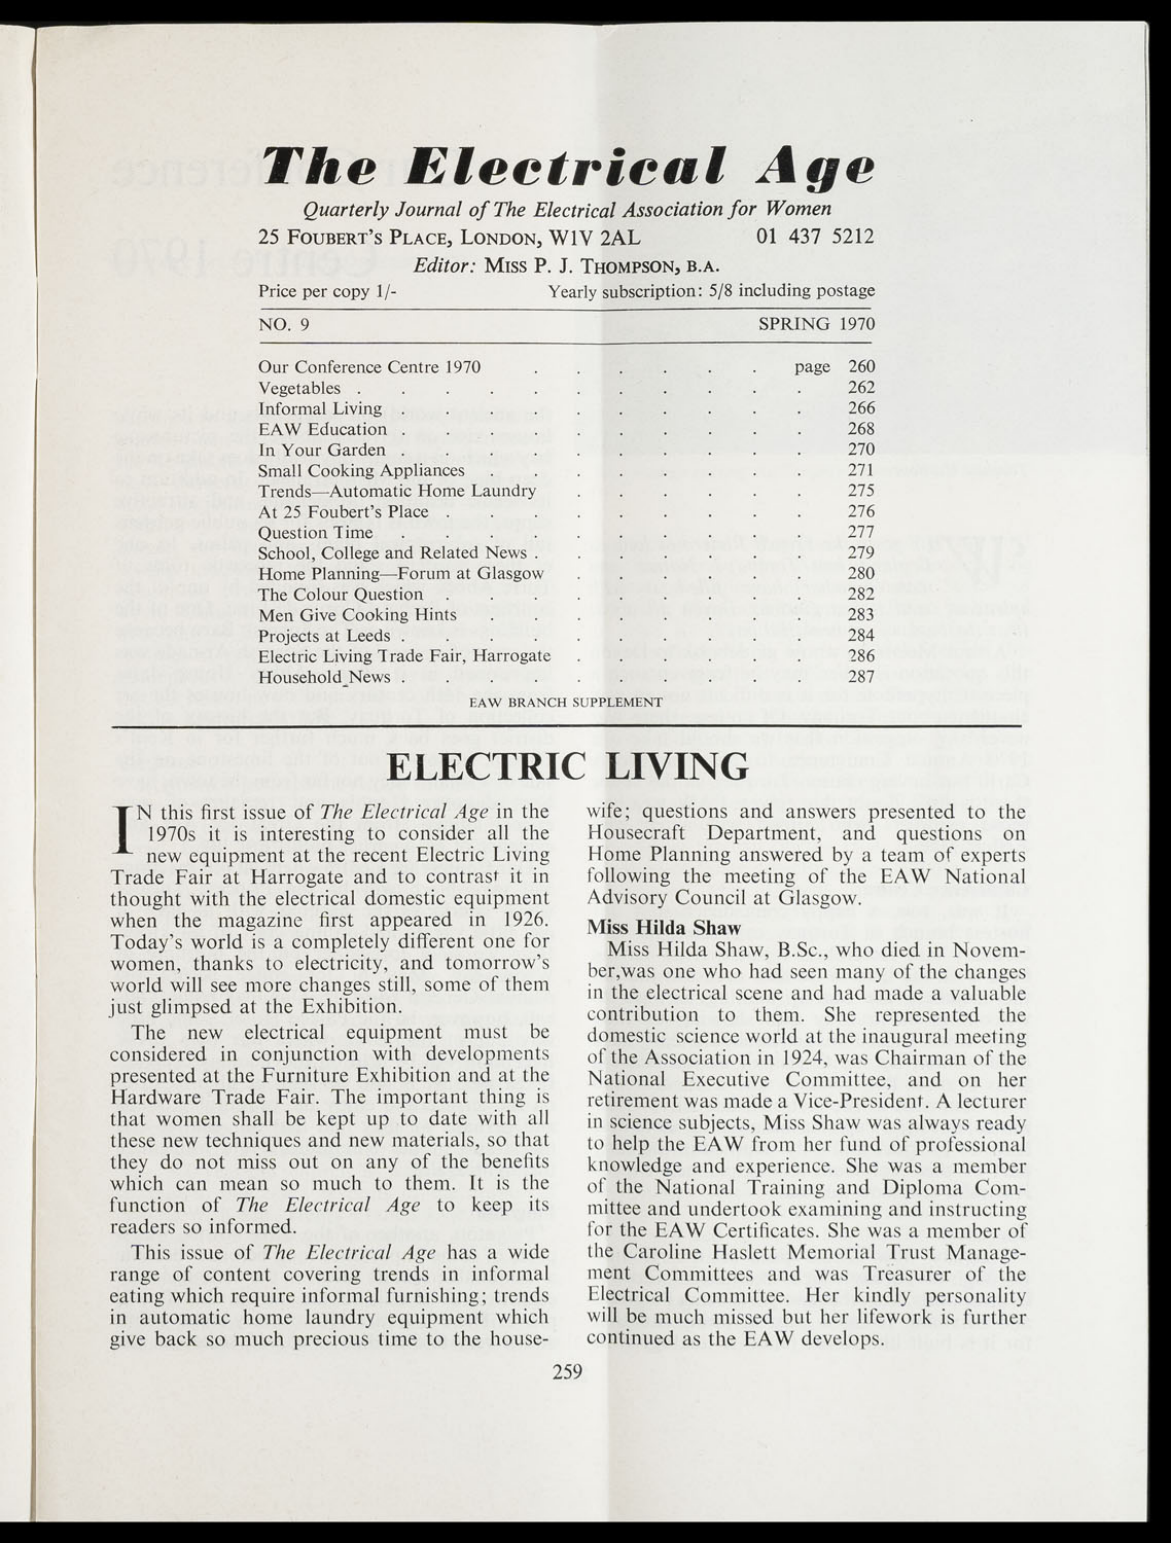 The Electrical Age
Quarterly Journal of The Electrical Association for Women
25 FOUBERT'S PLACE, LONDON, W1V 2AL 01 437 5212
Editor: MISS P. J. THOMPSON, B.A.
Price per copy 1/- Yearly subscription: 5/8 including postage
NO. 9 SPRING 1970
Our Conference Centre 1970 . . . . . . page 260
Vegetables . . . . . . . . . . . 262
Informal Living . . . . . . . . . . 266
EAW Education . . . . . . . . . 268
In Your Garden . . . . . . . . . . 270
Small Cooking Appliances . . . . . . . . 271
Trends—Automatic Home Laundry . . . . . . 275
At 25 Foubert's Place . . . . . . . . . 276
Question Time . . . . . . . . . . 277
School, College and Related News . . . . . . . 279
Home Planning—Forum at Glasgow . . . . . . 280
The Colour Question . . . . . . . . . 282
Men Give Cooking Hints . . . . . . . . 283
Projects at Leeds . . . . . . . . . . 284
Electric Living Trade Fair, Harrogate . . . . . . 286
Household News . . . . . . . . . . 287
EAW BRANCH SUPPLEMENT
ELECTRIC LIVING
IN this first issue of The Electrical Age in the
1970s it is interesting to consider all the
new equipment at the recent Electric Living
Trade Fair at Harrogate and to contrast it in
thought with the electrical domestic equipment
when the magazine first appeared in 1926.
Today's world is a completely different one for
women, thanks to electricity, and tomorrow's
world will see more changes still, some of them
just glimpsed at the Exhibition.
The new electrical equipment must be
considered in conjunction with developments
presented at the Furniture Exhibition and at the
Hardware Trade Fair. The important thing is
that women shall be kept up to date with all
these new techniques and new materials, so that
they do not miss out on any of the benefits
which can mean so much to them. It is the
function of The Electrical Age to keep its
readers so informed.
This issue of The Electrical Age has a wide
range of content covering trends in informal
eating which require informal furnishing; trends
in automatic home laundry equipment which
give back so much precious time to the house-
wife; questions and answers presented to the
Housecraft Department, and questions on
Home Planning answered by a team of experts
following the meeting of the EAW National
Advisory Council at Glasgow.
Miss Hilda Shaw
Miss Hilda Shaw, B.Sc., who died in Novem-
ber,was one who had seen many of the changes
in the electrical scene and had made a valuable
contribution to them. She represented the
domestic science world at the inaugural meeting
of the Association in 1924, was Chairman of the
National Executive Committee, and on her
retirement was made a Vice-President. A lecturer
in science subjects, Miss Shaw was always ready
to help the EAW from her fund of professional
knowledge and experience. She was a member
of the National Training and Diploma Com-
mittee and undertook examining and instructing
for the EAW Certificates. She was a member of
the Caroline Haslett Memorial Trust Manage-
ment Committees and was Treasurer of the
Electrical Committee. Her kindly personality
will be much missed but her lifework is further
continued as the EAW develops.
259